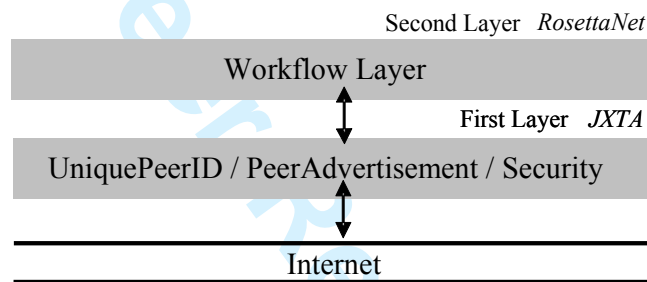 Second Layer RosettaNet
Workflow Layer
First Layer JXTA
UniquePeerID / PeerAdvertisement / Security
Internet